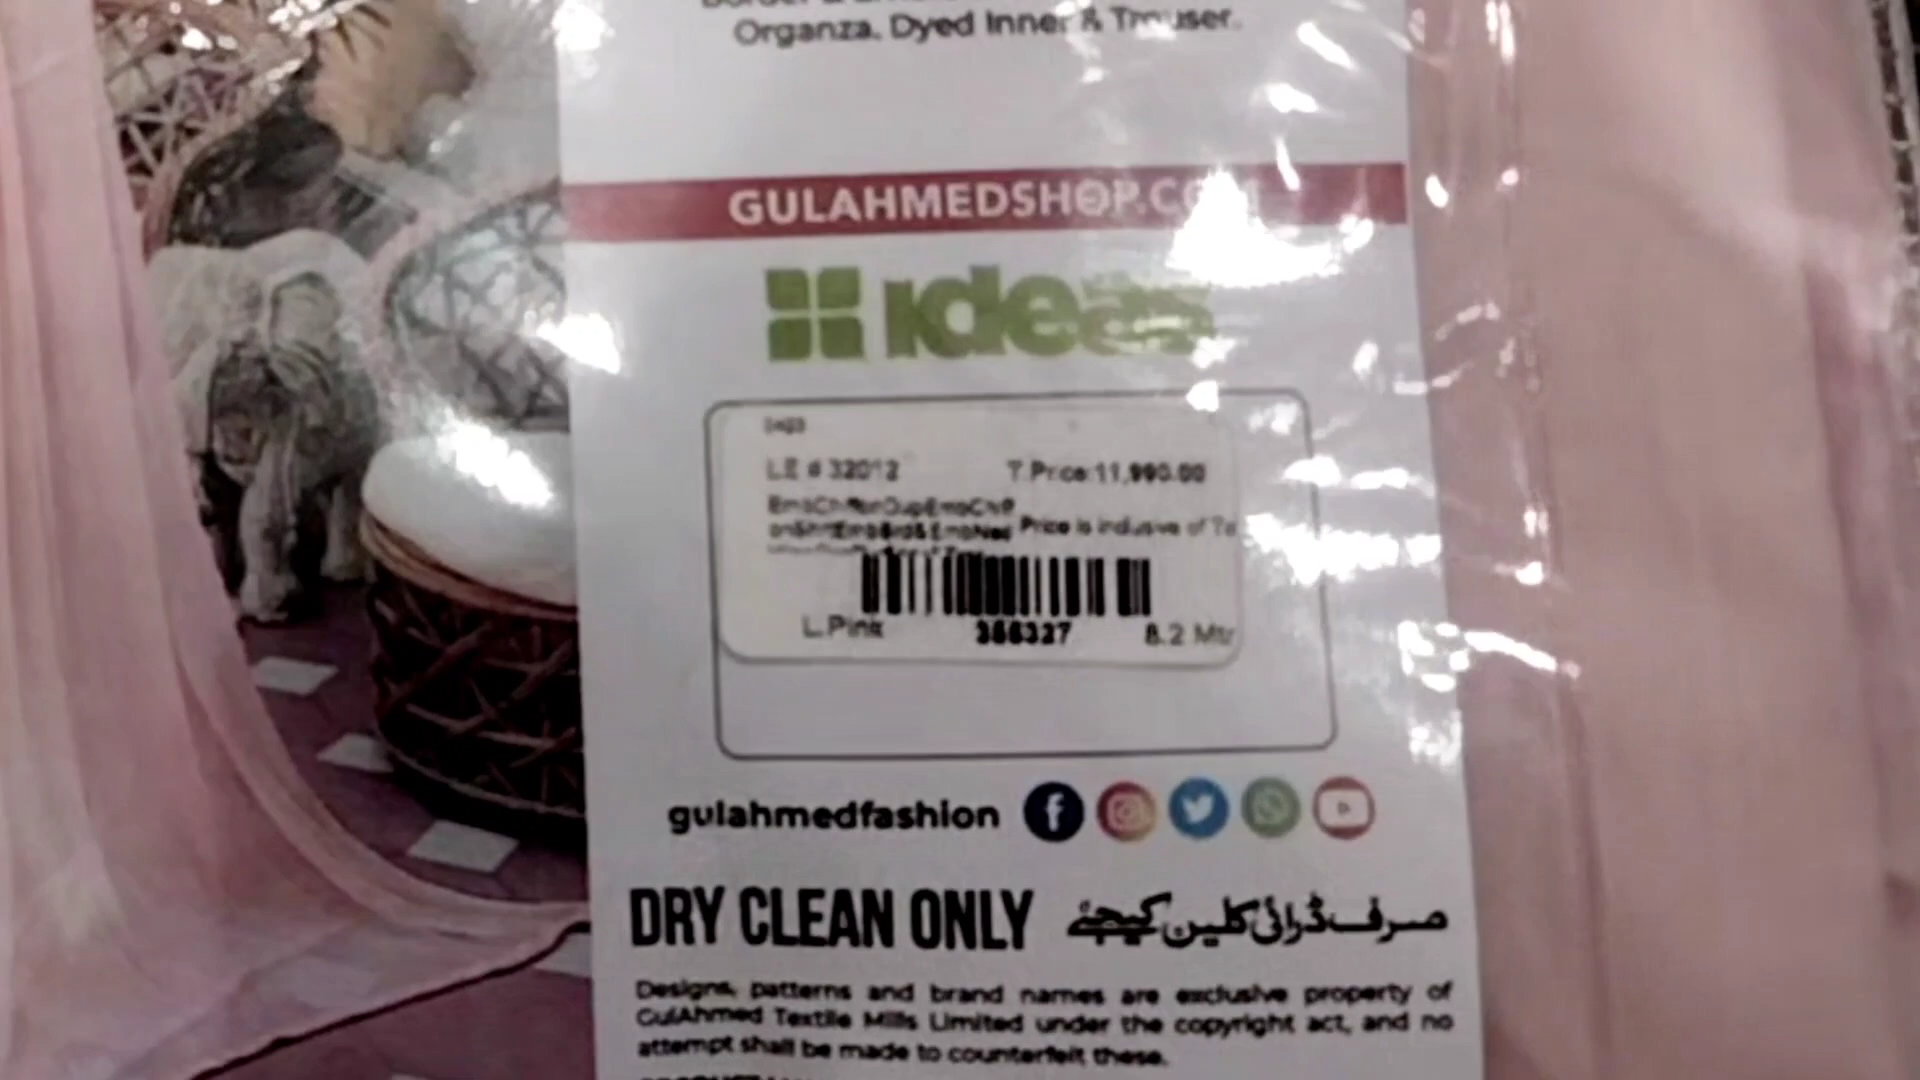 Organza, Dyed Inner & Trouser.
GULAHMEDSHOP.COM
ideas
LE # 32012 T.Price:11,990.00
Price is inclusive of
L.Pink 366327 8.2 Mtr
gulahmedfashion
DRY CLEAN ONLY صرف ڈرائی کلین کیجئے
Designs, patterns and brand names are exclusive property of
GulAhmed Textile Mills Limited under the copyright act, and no
attempt shall be made to counterfeit these.